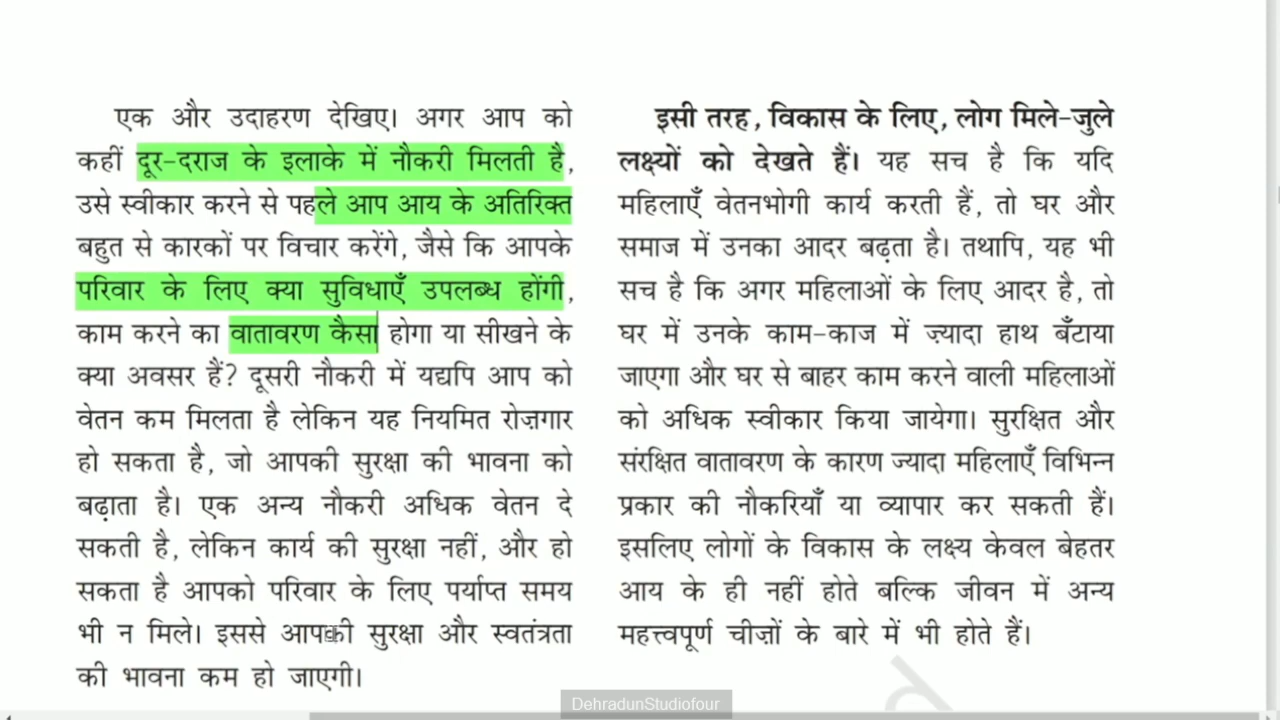 एक और उदाहरण देखिए। अगर आप को
कहीं दूर-दराज के इलाके में नौकरी मिलती है,
उसे स्वीकार करने से पहले आप आय के अतिरिक्त
बहुत से कारकों पर विचार करेंगे, जैसे कि आपके
परिवार के लिए क्या सुविधाएँ उपलब्ध होंगी,
काम करने का वातावरण कैसा होगा या सीखने के
क्या अवसर हैं? दूसरी नौकरी में यद्यपि आप को
वेतन कम मिलता है लेकिन यह नियमित रोज़गार
हो सकता है, जो आपकी सुरक्षा की भावना को
बढ़ाता है। एक अन्य नौकरी अधिक वेतन दे
सकती है, लेकिन कार्य की सुरक्षा नहीं, और हो
सकता है आपको परिवार के लिए पर्याप्त समय
भी न मिले। इससे आपकी सुरक्षा और स्वतंत्रता
की भावना कम हो जाएगी।
इसी तरह, विकास के लिए, लोग मिले-जुले
लक्ष्यों को देखते हैं। यह सच है कि यदि
महिलाएँ वेतनभोगी कार्य करती हैं, तो घर और
समाज में उनका आदर बढ़ता है। तथापि, यह भी
सच है कि अगर महिलाओं के लिए आदर है, तो
घर में उनके काम-काज में ज़्यादा हाथ बँटाया
जाएगा और घर से बाहर काम करने वाली महिलाओं
को अधिक स्वीकार किया जायेगा। सुरक्षित और
संरक्षित वातावरण के कारण ज्यादा महिलाएँ विभिन्न
प्रकार की नौकरियाँ या व्यापार कर सकती हैं।
इसलिए लोगों के विकास के लक्ष्य केवल बेहतर
आय के ही नहीं होते बल्कि जीवन में अन्य
महत्त्वपूर्ण चीज़ों के बारे में भी होते हैं।
DehradunStudiofour